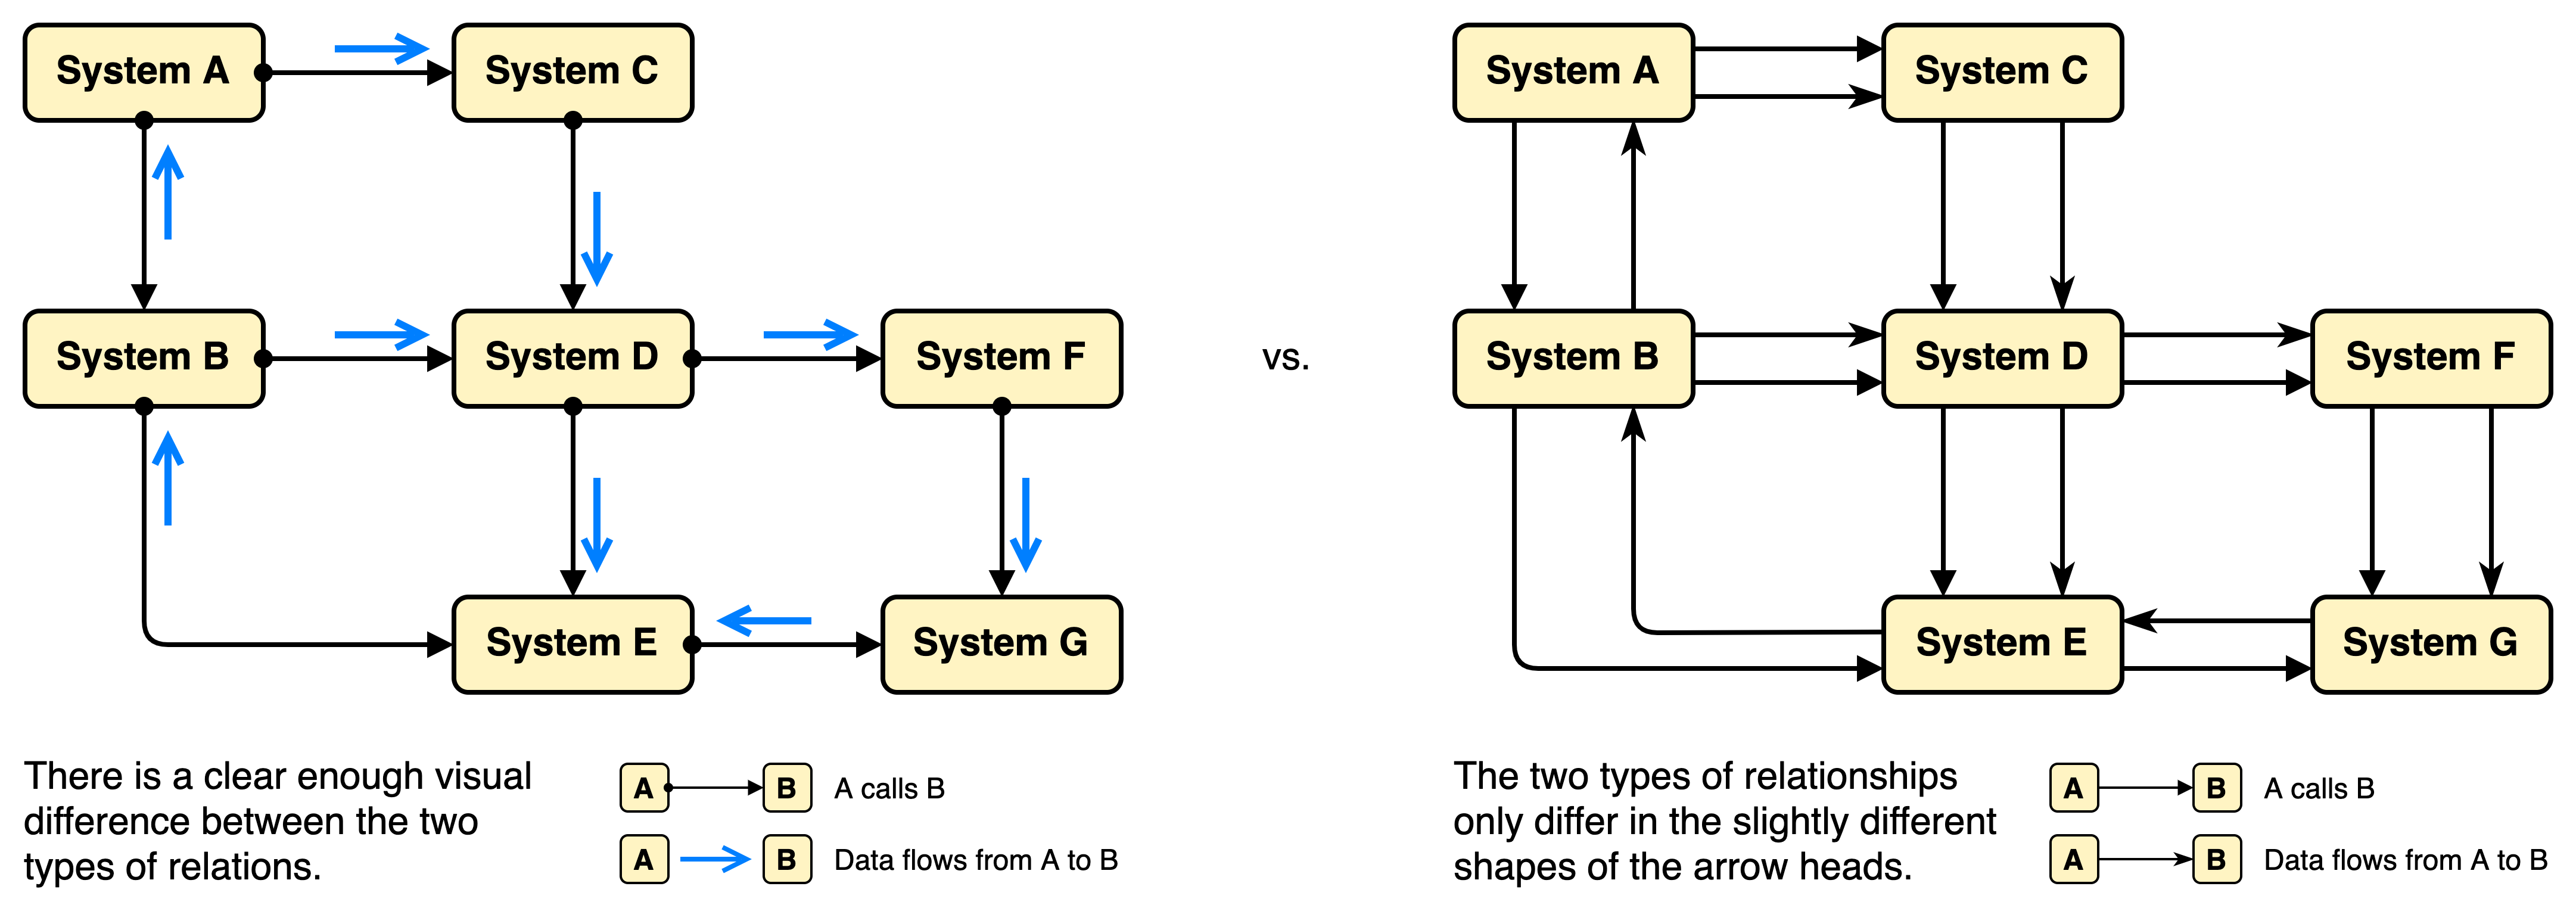 System A
System C
System B
System D
System F
System E
System G
There is a clear enough visual
difference between the two
types of relations.
A B A calls B
A B Data flows from A to B
vs.
System A
System C
System B
System D
System F
System E
System G
The two types of relationships
only differ in the slightly different
shapes of the arrow heads.
A B A calls B
A B Data flows from A to B